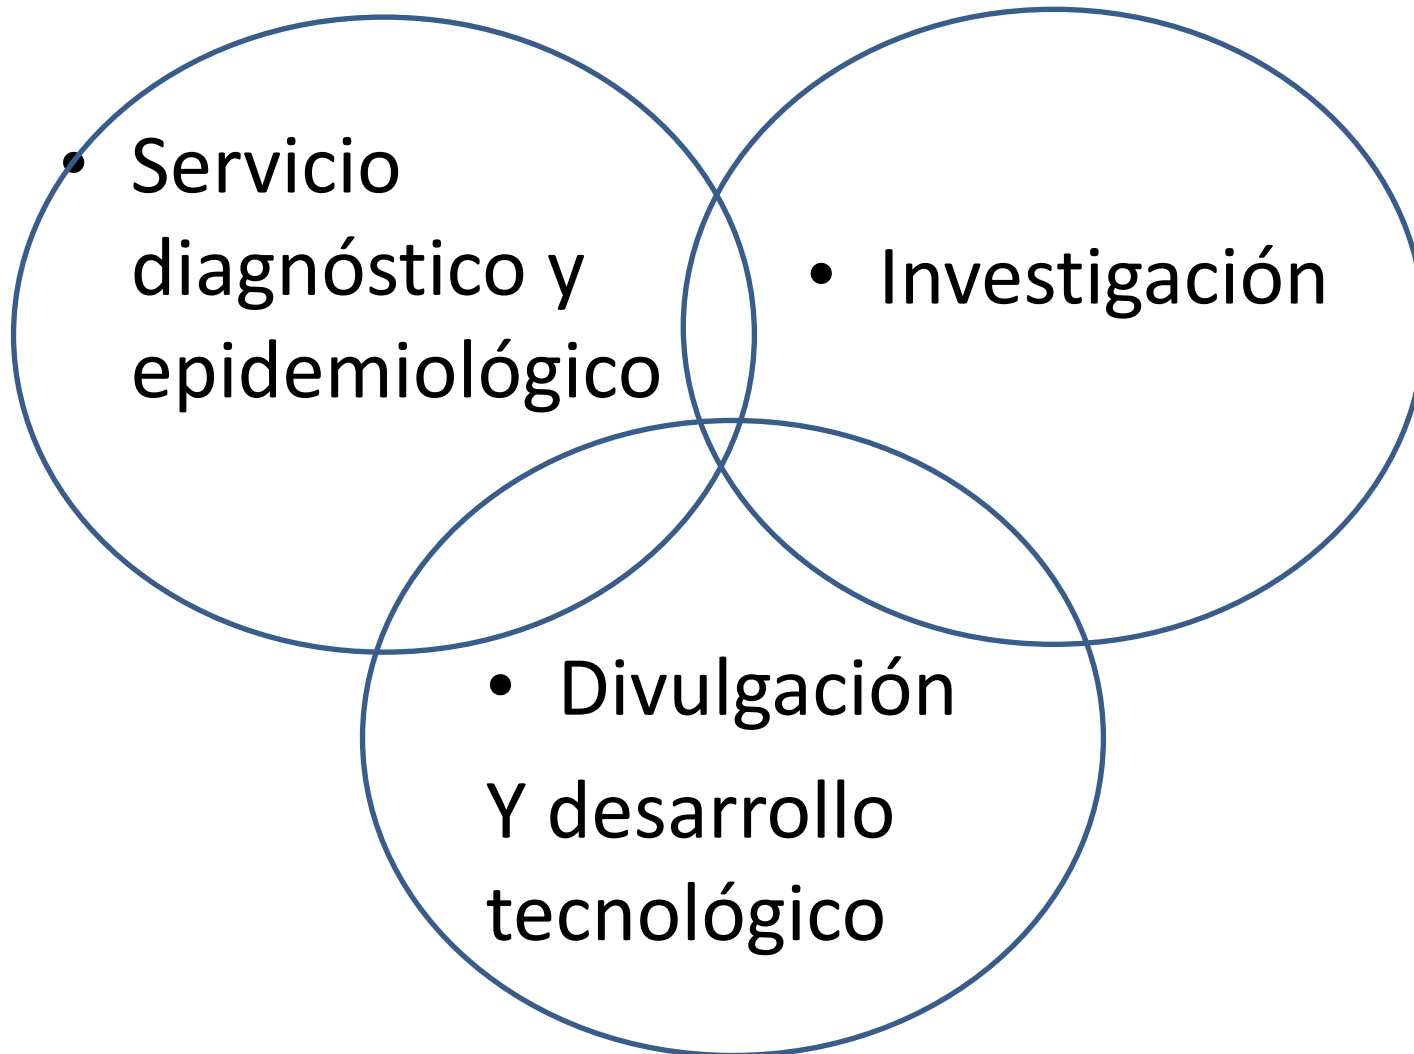 • Servicio
diagnóstico y
epidemiológico
• Investigación
• Divulgación
Y desarrollo
tecnológico